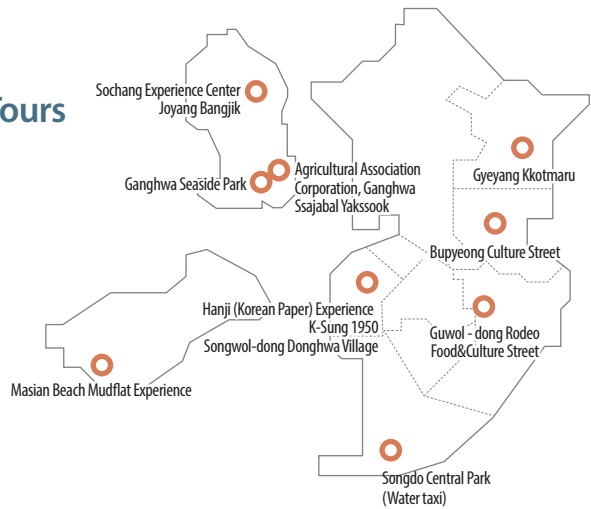 Tours
Sochang Experience Center
Joyang Bangjik
Ganghwa Seaside Park
Agricultural Association
Corporation, Ganghwa
Ssajabal Yakssook
Gyeyang Kkotmaru
Bupyeong Culture Street
Hanji (Korean Paper) Experience
K-Sung 1950
Songwol-dong Donghwa Village
Guwol - dong Rodeo
Food&Culture Street
Masian Beach Mudflat Experience
Songdo Central Park
(Water taxi)